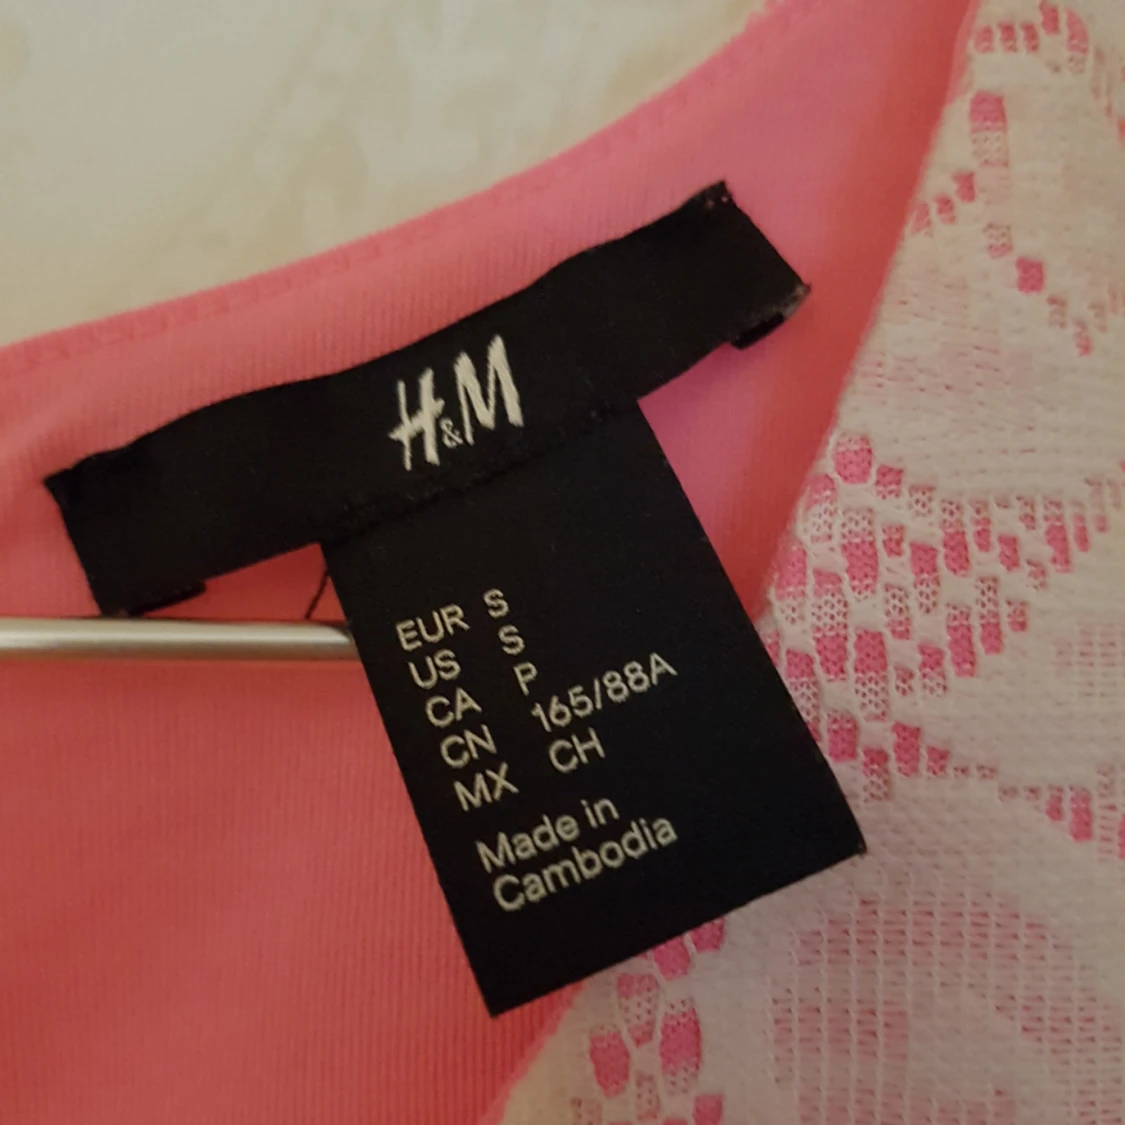 H&M
EUR S
US S
CA P
CN 165/88A
MX CH
Made in
Cambodia